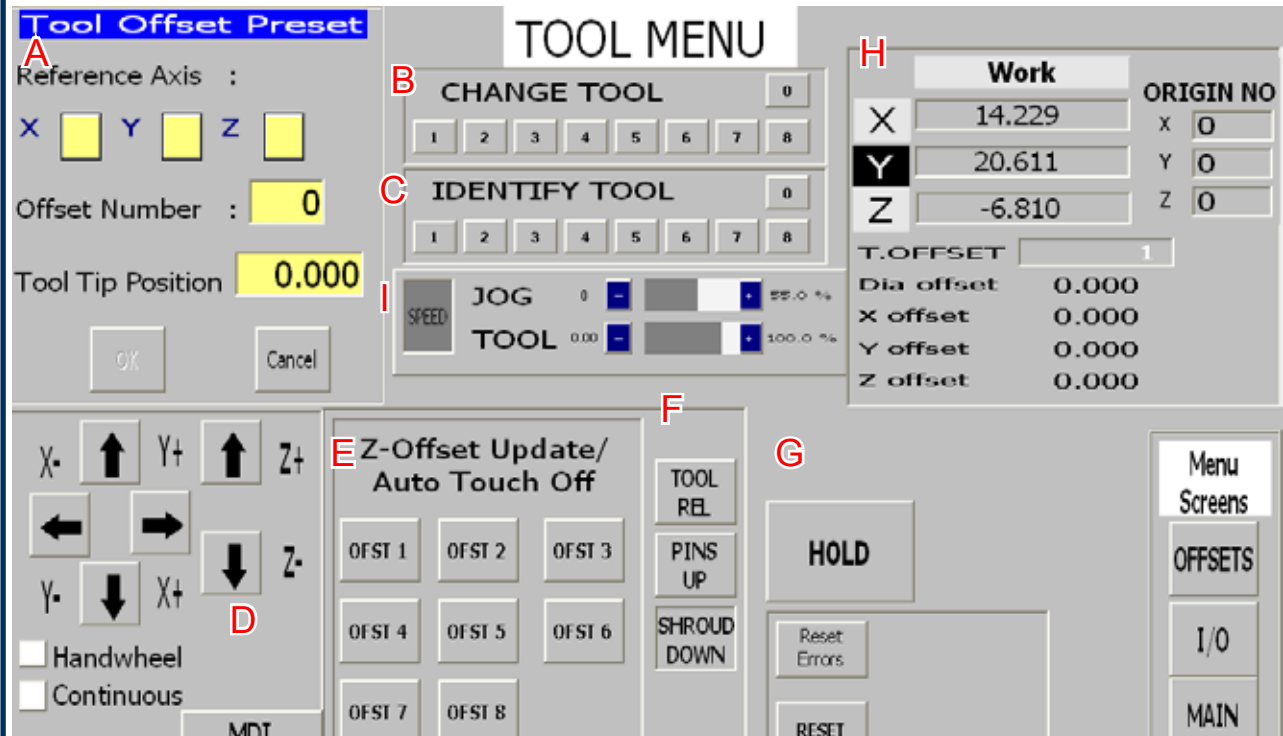 Tool Offset Preset
A
Reference Axis :
X Y Z
Offset Number : 0
Tool Tip Position 0.000
OK Cancel
TOOL MENU
B
CHANGE TOOL 0
1 2 3 4 5 6 7 8
C
IDENTIFY TOOL 0
1 2 3 4 5 6 7 8
I
SPEED
JOG 0 - + 55.0 %
TOOL 0.00 - + 100.0 %
H
Work
ORIGIN NO
X 14.229 X 0
Y 20.611 Y 0
Z -6.810 Z 0
T.OFFSET 1
Dia offset 0.000
X offset 0.000
Y offset 0.000
Z offset 0.000
X- Y+ Z+
Y- X+ Z-
D
Handwheel
Continuous
MDI
E
Z-Offset Update/
Auto Touch Off
OFST 1 OFST 2 OFST 3
OFST 4 OFST 5 OFST 6
OFST 7 OFST 8
F
TOOL
REL
PINS
UP
SHROUD
DOWN
G
HOLD
Reset
Errors
RESET
Menu
Screens
OFFSETS
I/O
MAIN